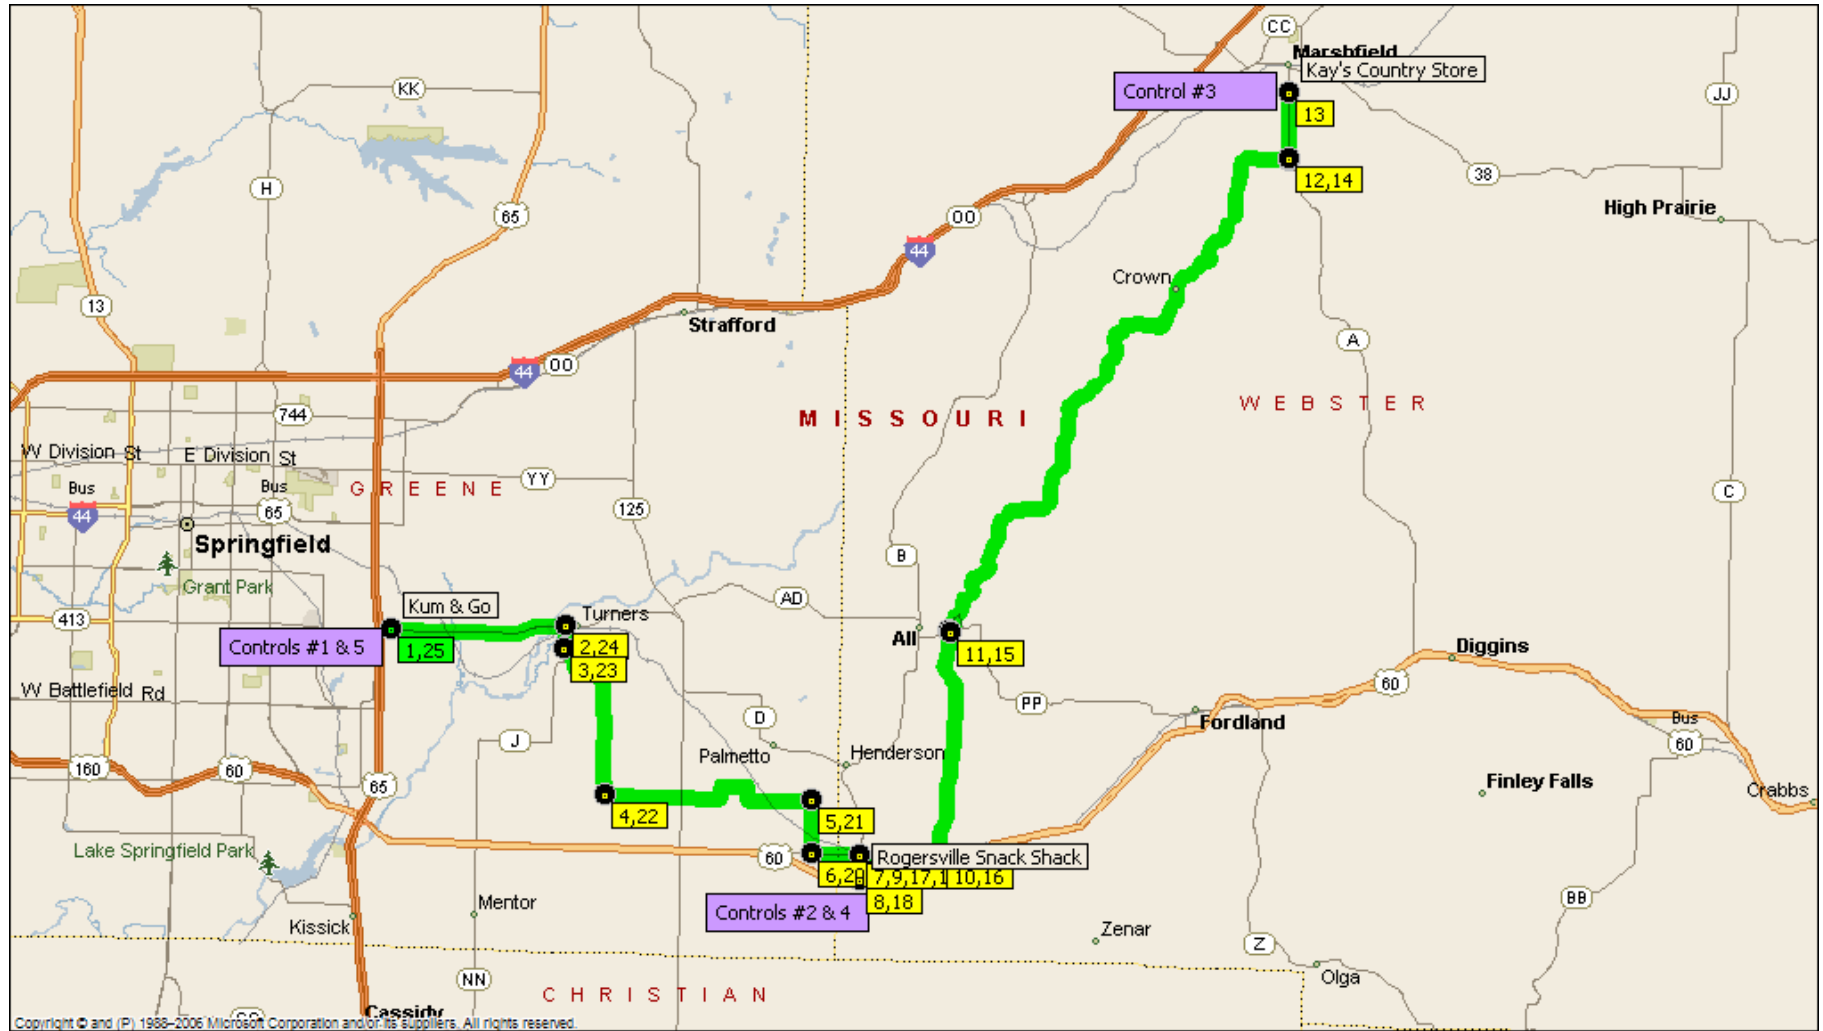 CC
Marshfield
Kay's Country Store
Control #3
KK
JJ
13
H
38
12,14
65
OO
High Prairie
44
13
Crown
Strafford
A
44
OO
744
MISSOURI
WEBSTER
W Division St
E Division St
Bus
Bus
GREENE
YY
C
44
65
125
Springfield
B
Grant Park
AD
Kum & Go
Turners
413
Controls #1 & 5
1,25
2,24
All
Diggins
11,15
3,23
W Battlefield Rd
60
PP
D
Fordland
Bus
J
60
Palmetto
Henderson
160
60
65
Finley Falls
Crabbs
4,22
5,21
Lake Springfield Park
60
Rogersville Snack Shack
6,20
7,9,17,1
10,16
8,18
Controls #2 & 4
Mentor
BB
Kissick
Zenar
Z
NN
Olga
CHRISTIAN
Cassidy
Copyright © and (P) 1988–2006 Microsoft Corporation and/or its suppliers. All rights reserved.